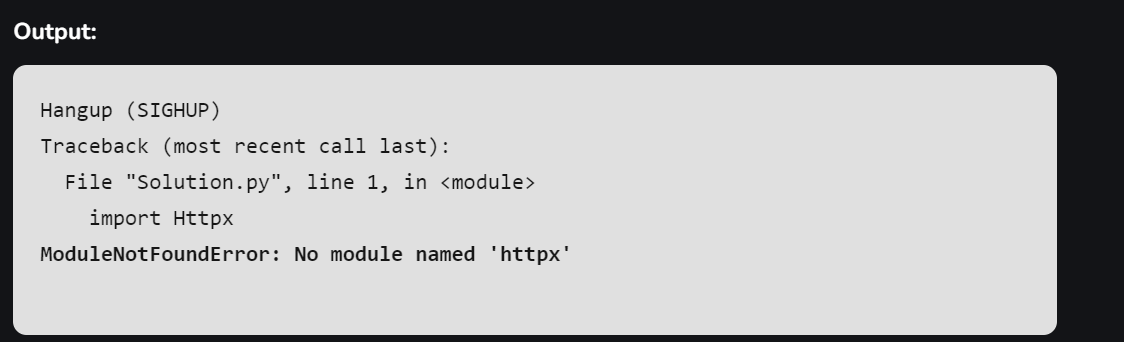 Output:
Hangup (SIGHUP)
Traceback (most recent call last):
  File "Solution.py", line 1, in <module>
    import Httpx
ModuleNotFoundError: No module named 'httpx'